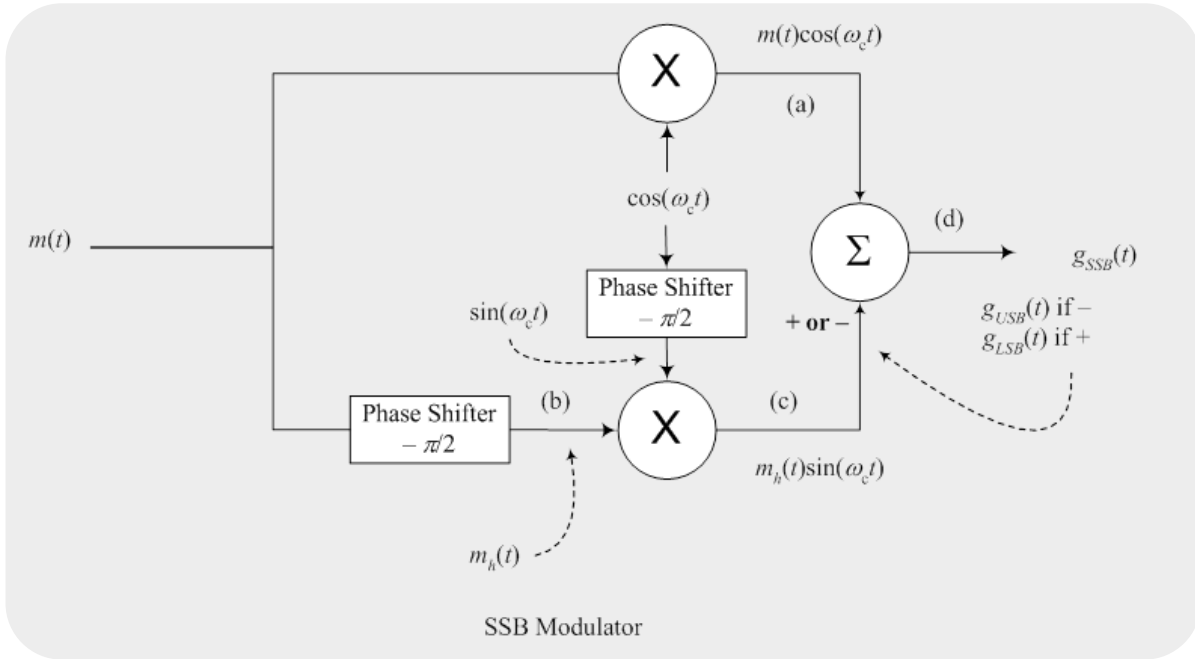 m(t)cos(ω_c t)
X
(a)
cos(ω_c t)
m(t)
(d)
Σ
g_SSB(t)
Phase Shifter
– π/2
sin(ω_c t)
+ or –
g_USB(t) if –
g_LSB(t) if +
Phase Shifter
– π/2
(b)
X
(c)
m_h(t)sin(ω_c t)
m_h(t)
SSB Modulator